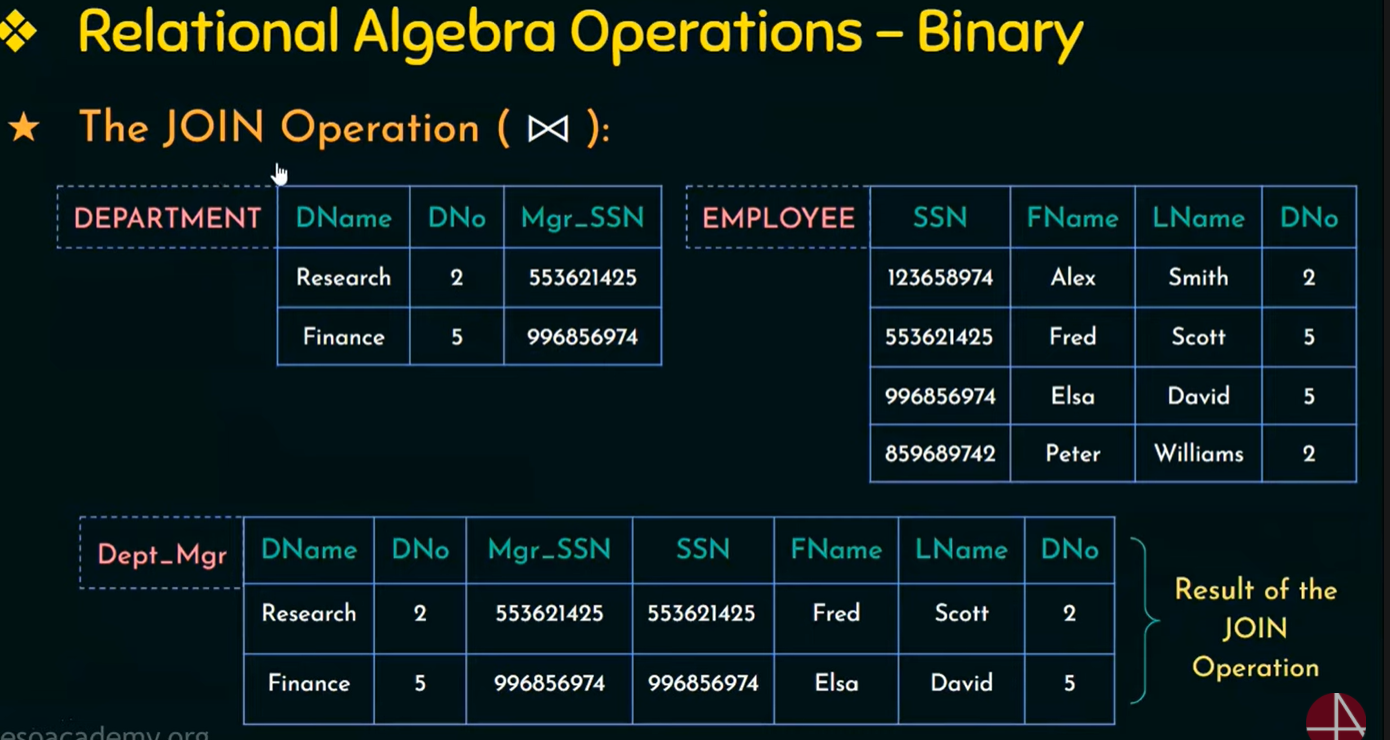 ❖ Relational Algebra Operations – Binary
★ The JOIN Operation ( ⋈ ):
DEPARTMENT DName DNo Mgr_SSN
Research 2 553621425
Finance 5 996856974
EMPLOYEE SSN FName LName DNo
123658974 Alex Smith 2
553621425 Fred Scott 5
996856974 Elsa David 5
859689742 Peter Williams 2
Dept_Mgr DName DNo Mgr_SSN SSN FName LName DNo
Research 2 553621425 553621425 Fred Scott 2
Finance 5 996856974 996856974 Elsa David 5
Result of the
JOIN
Operation
esoacademy.org